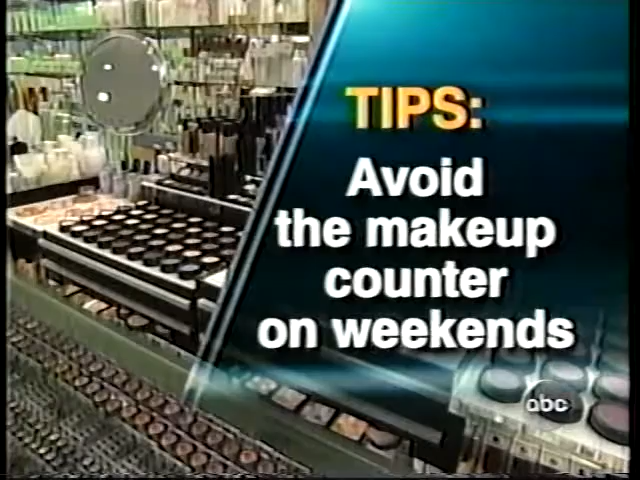 TIPS:
Avoid
the makeup
counter
on weekends
abc